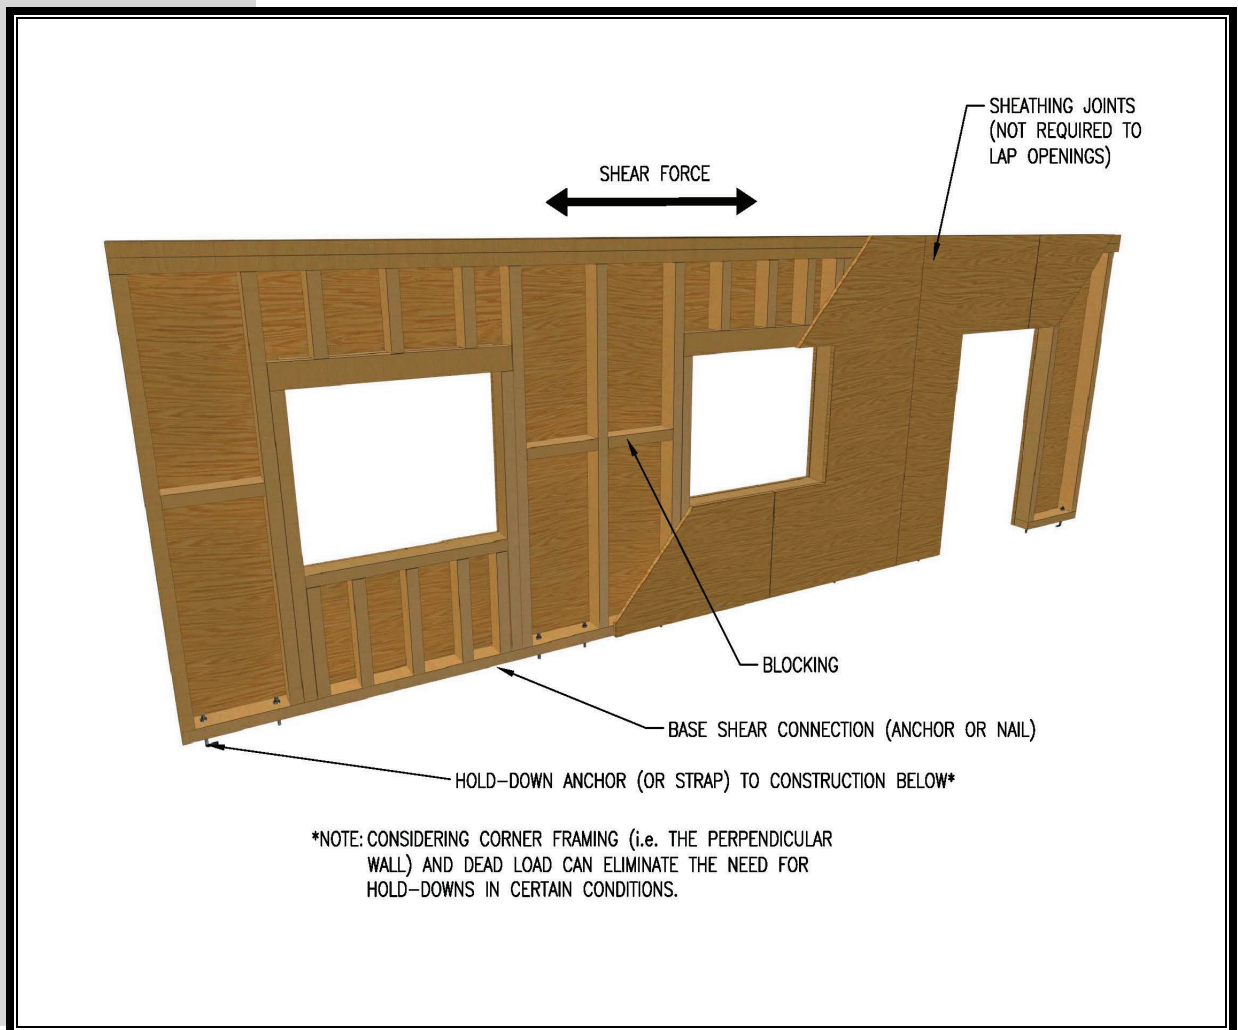 SHEATHING JOINTS
(NOT REQUIRED TO
LAP OPENINGS)
SHEAR FORCE
BLOCKING
BASE SHEAR CONNECTION (ANCHOR OR NAIL)
HOLD-DOWN ANCHOR (OR STRAP) TO CONSTRUCTION BELOW*
*NOTE: CONSIDERING CORNER FRAMING (i.e. THE PERPENDICULAR
WALL) AND DEAD LOAD CAN ELIMINATE THE NEED FOR
HOLD-DOWNS IN CERTAIN CONDITIONS.